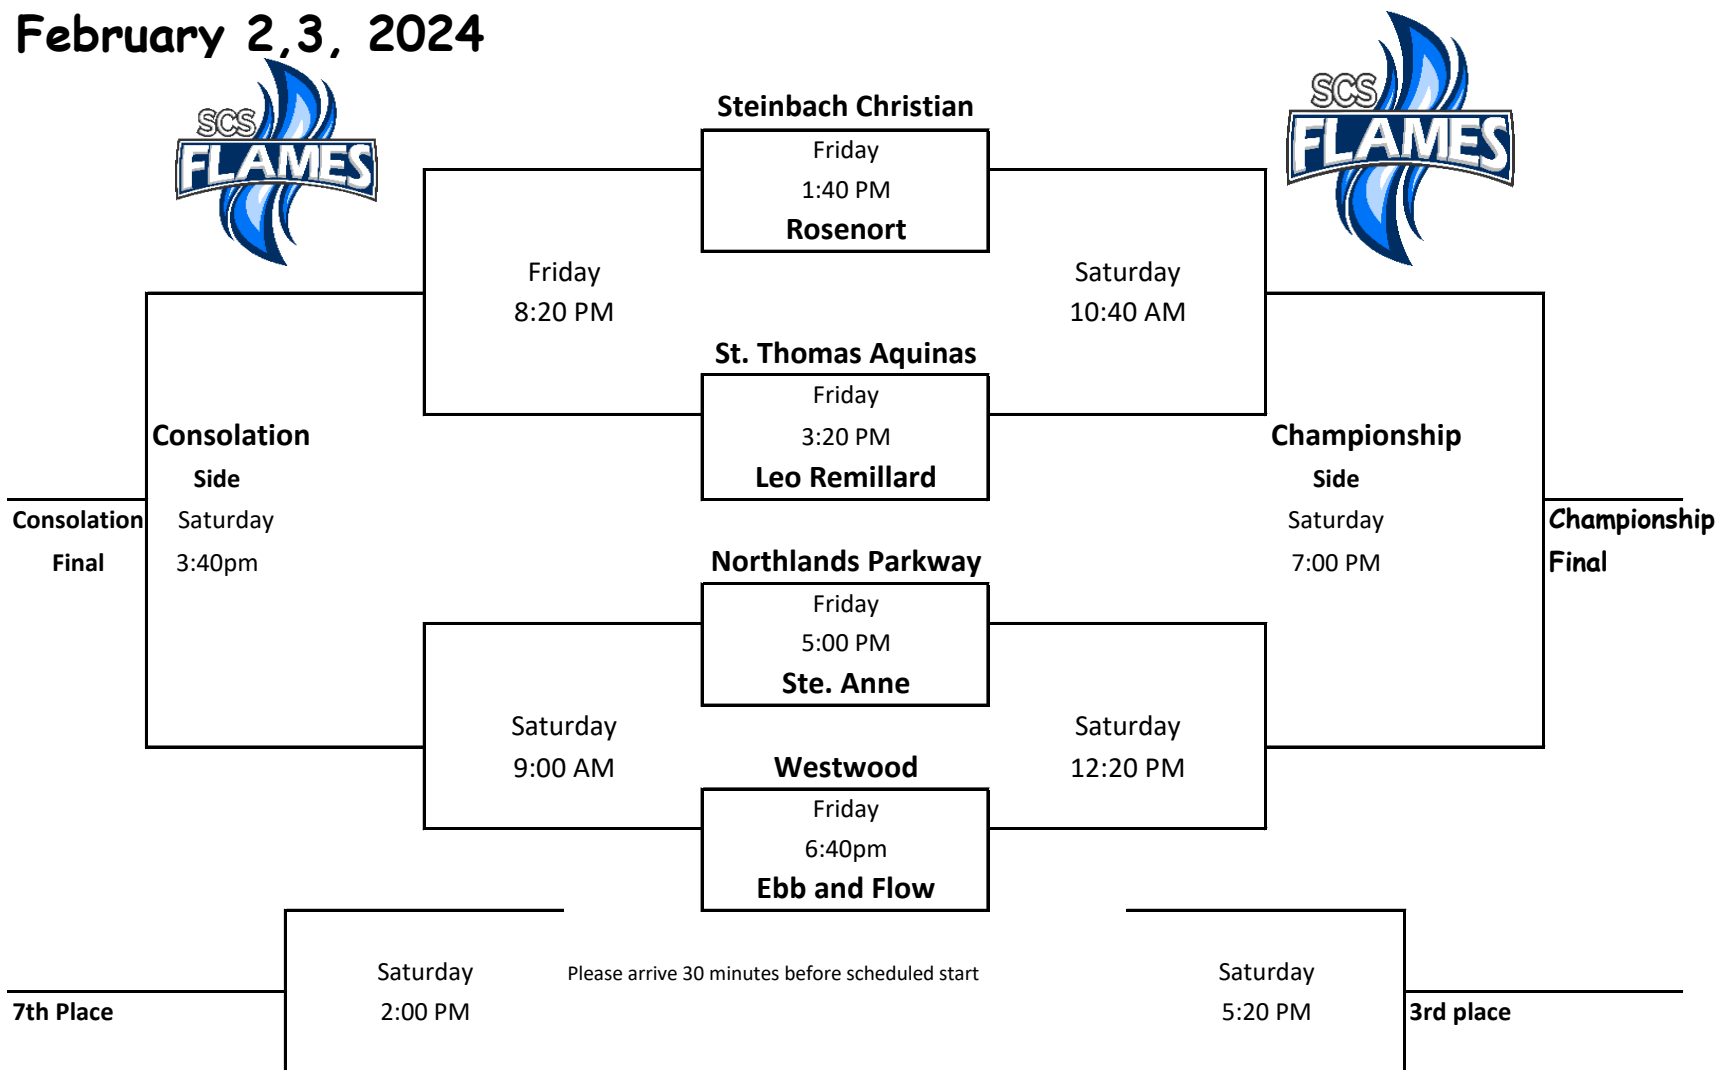 February 2,3, 2024
SCS
FLAMES
SCS
FLAMES
Steinbach Christian
Friday
1:40 PM
Rosenort
Friday
8:20 PM
Saturday
10:40 AM
St. Thomas Aquinas
Friday
3:20 PM
Leo Remillard
Consolation
Side
Saturday
3:40pm
Consolation
Final
Championship
Side
Saturday
7:00 PM
Championship
Final
Northlands Parkway
Friday
5:00 PM
Ste. Anne
Saturday
9:00 AM
Saturday
12:20 PM
Westwood
Friday
6:40pm
Ebb and Flow
Saturday
2:00 PM
7th Place
Please arrive 30 minutes before scheduled start
Saturday
5:20 PM
3rd place